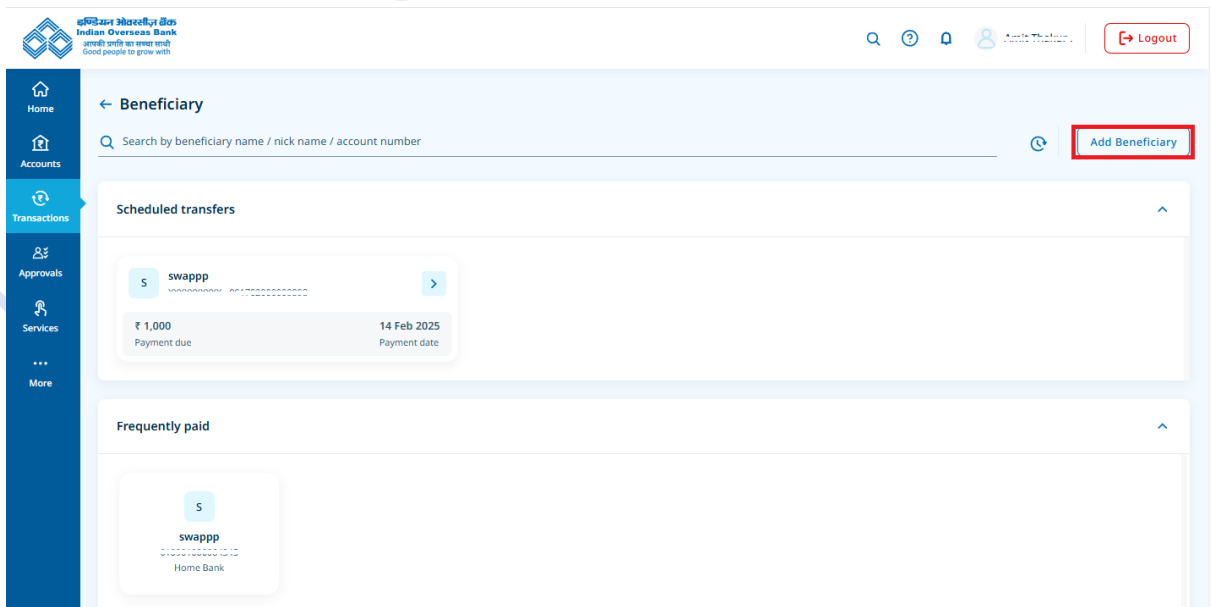 इण्डियन ओवरसीज़ बैंक
Indian Overseas Bank
आपकी प्रगति का सच्चा साथी
Good people to grow with
Logout
Home
Accounts
Transactions
Approvals
Services
More
Beneficiary
Search by beneficiary name / nick name / account number
Add Beneficiary
Scheduled transfers
S
swappp
₹ 1,000
14 Feb 2025
Payment due
Payment date
Frequently paid
S
swappp
Home Bank